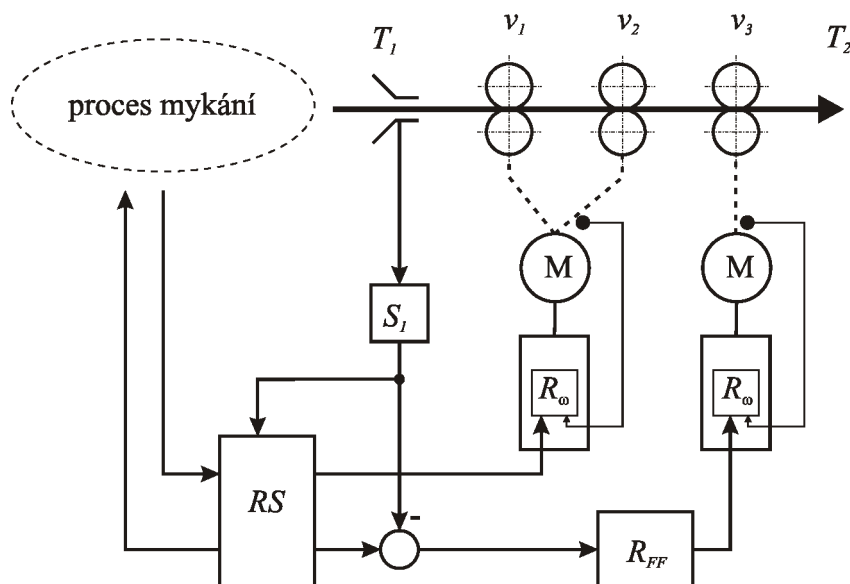 T1 v1 v2 v3 T2
proces mykání
M M
S1
Rω Rω
RS
-
RFF